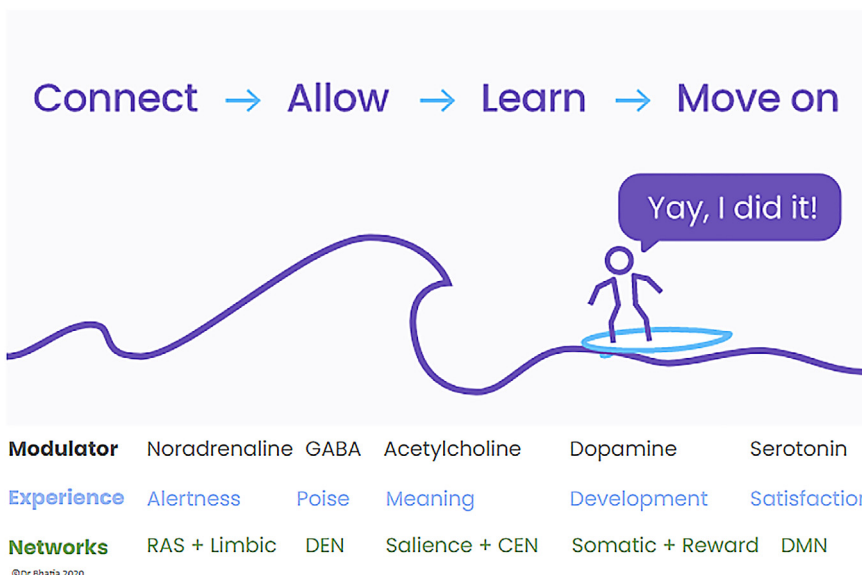 Connect → Allow → Learn → Move on
Yay, I did it!
Modulator Noradrenaline GABA Acetylcholine Dopamine Serotonin
Experience Alertness Poise Meaning Development Satisfaction
Networks RAS + Limbic DEN Salience + CEN Somatic + Reward DMN
©Dr Bhatia 2020